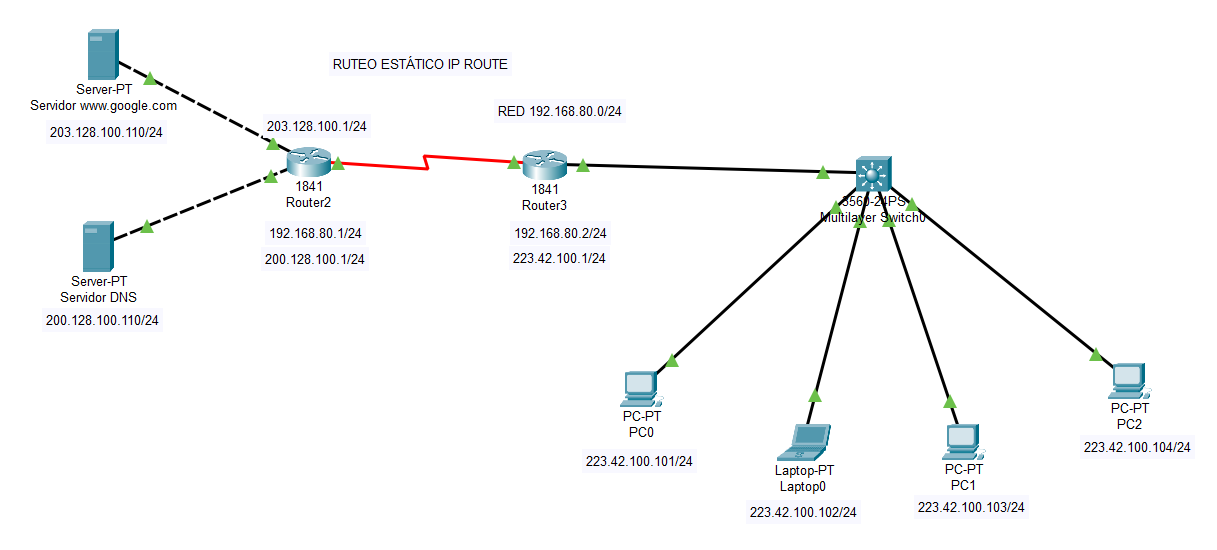 RUTEO ESTÁTICO IP ROUTE
Server-PT
Servidor www.google.com
203.128.100.110/24
203.128.100.1/24
RED 192.168.80.0/24
1841
Router2
192.168.80.1/24
200.128.100.1/24
1841
Router3
192.168.80.2/24
223.42.100.1/24
3560-24PS
Multilayer Switch0
Server-PT
Servidor DNS
200.128.100.110/24
PC-PT
PC0
223.42.100.101/24
Laptop-PT
Laptop0
223.42.100.102/24
PC-PT
PC1
223.42.100.103/24
PC-PT
PC2
223.42.100.104/24